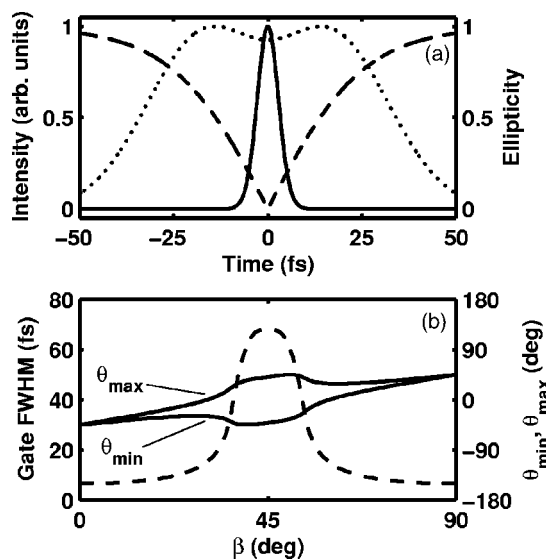 (a)
Intensity (arb. units)
1
0.5
0
Ellipticity
1
0.5
0
−50 −25 0 25 50
Time (fs)
(b)
Gate FWHM (fs)
80
60
40
20
0
θmax
θmin
θmin, θmax (deg)
180
90
0
−90
−180
0 45 90
β (deg)